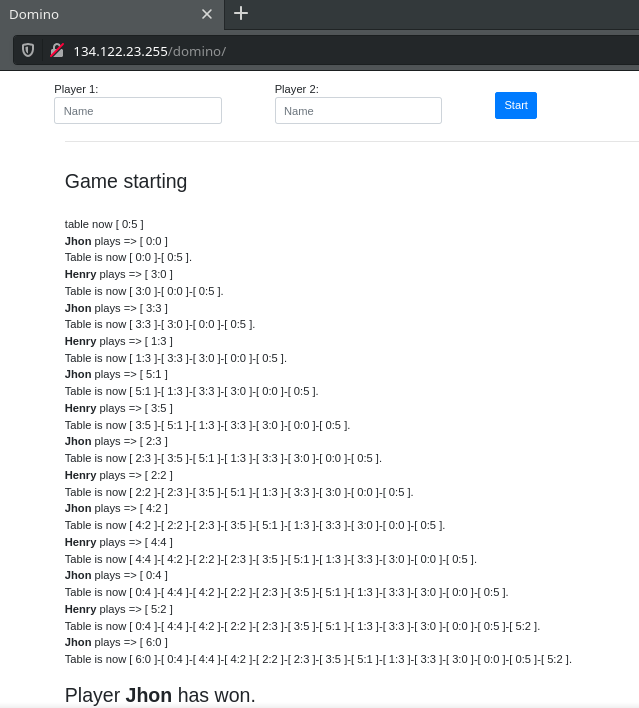 Domino
134.122.23.255/domino/
Player 1: Player 2:
Name Name Start
Game starting
table now [ 0:5 ]
Jhon plays => [ 0:0 ]
Table is now [ 0:0 ]-[ 0:5 ].
Henry plays => [ 3:0 ]
Table is now [ 3:0 ]-[ 0:0 ]-[ 0:5 ].
Jhon plays => [ 3:3 ]
Table is now [ 3:3 ]-[ 3:0 ]-[ 0:0 ]-[ 0:5 ].
Henry plays => [ 1:3 ]
Table is now [ 1:3 ]-[ 3:3 ]-[ 3:0 ]-[ 0:0 ]-[ 0:5 ].
Jhon plays => [ 5:1 ]
Table is now [ 5:1 ]-[ 1:3 ]-[ 3:3 ]-[ 3:0 ]-[ 0:0 ]-[ 0:5 ].
Henry plays => [ 3:5 ]
Table is now [ 3:5 ]-[ 5:1 ]-[ 1:3 ]-[ 3:3 ]-[ 3:0 ]-[ 0:0 ]-[ 0:5 ].
Jhon plays => [ 2:3 ]
Table is now [ 2:3 ]-[ 3:5 ]-[ 5:1 ]-[ 1:3 ]-[ 3:3 ]-[ 3:0 ]-[ 0:0 ]-[ 0:5 ].
Henry plays => [ 2:2 ]
Table is now [ 2:2 ]-[ 2:3 ]-[ 3:5 ]-[ 5:1 ]-[ 1:3 ]-[ 3:3 ]-[ 3:0 ]-[ 0:0 ]-[ 0:5 ].
Jhon plays => [ 4:2 ]
Table is now [ 4:2 ]-[ 2:2 ]-[ 2:3 ]-[ 3:5 ]-[ 5:1 ]-[ 1:3 ]-[ 3:3 ]-[ 3:0 ]-[ 0:0 ]-[ 0:5 ].
Henry plays => [ 4:4 ]
Table is now [ 4:4 ]-[ 4:2 ]-[ 2:2 ]-[ 2:3 ]-[ 3:5 ]-[ 5:1 ]-[ 1:3 ]-[ 3:3 ]-[ 3:0 ]-[ 0:0 ]-[ 0:5 ].
Jhon plays => [ 0:4 ]
Table is now [ 0:4 ]-[ 4:4 ]-[ 4:2 ]-[ 2:2 ]-[ 2:3 ]-[ 3:5 ]-[ 5:1 ]-[ 1:3 ]-[ 3:3 ]-[ 3:0 ]-[ 0:0 ]-[ 0:5 ].
Henry plays => [ 5:2 ]
Table is now [ 0:4 ]-[ 4:4 ]-[ 4:2 ]-[ 2:2 ]-[ 2:3 ]-[ 3:5 ]-[ 5:1 ]-[ 1:3 ]-[ 3:3 ]-[ 3:0 ]-[ 0:0 ]-[ 0:5 ]-[ 5:2 ].
Jhon plays => [ 6:0 ]
Table is now [ 6:0 ]-[ 0:4 ]-[ 4:4 ]-[ 4:2 ]-[ 2:2 ]-[ 2:3 ]-[ 3:5 ]-[ 5:1 ]-[ 1:3 ]-[ 3:3 ]-[ 3:0 ]-[ 0:0 ]-[ 0:5 ]-[ 5:2 ].
Player Jhon has won.